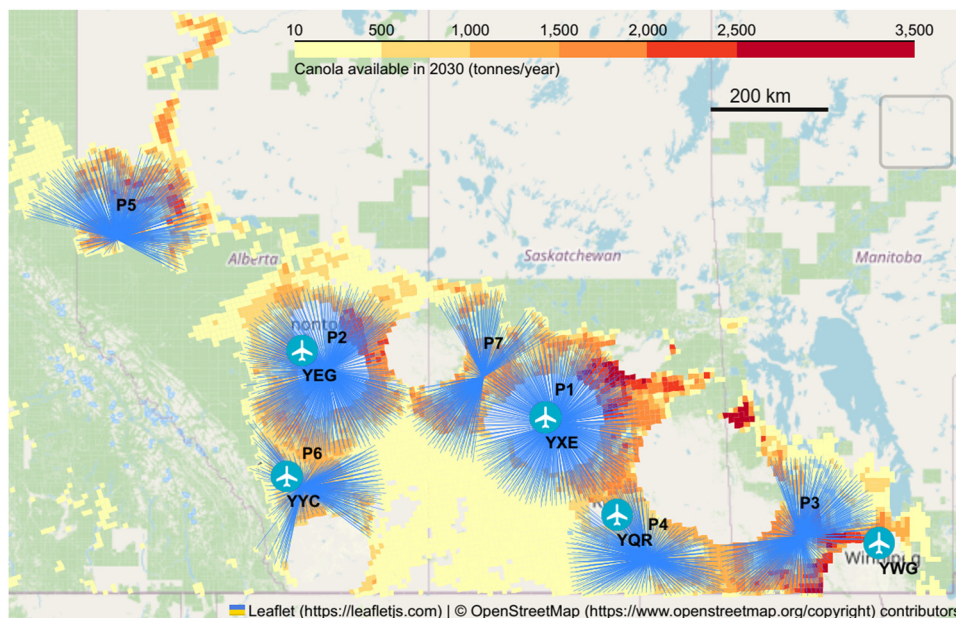 10 500 1,000 1,500 2,000 2,500 3,500
Canola available in 2030 (tonnes/year)
200 km
P5
Alberta
Saskatchewan
Manitoba
P2
YEG
P7
P1
YXE
P6
YYC
P3
P4
YQR
YWG
Leaflet (https://leafletjs.com) | © OpenStreetMap (https://www.openstreetmap.org/copyright) contributors